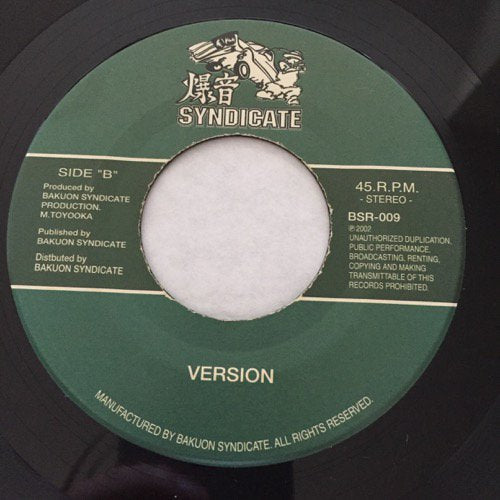 爆音
SYNDICATE
SIDE "B"
Produced by
BAKUON SYNDICATE
PRODUCTION.
M.TOYOOKA
Published by
BAKUON SYNDICATE
Distbuted by
BAKUON SYNDICATE
45.R.P.M.
- STEREO -
BSR-009
℗ 2002
UNAUTHORIZED DUPLICATION,
PUBLIC PERFORMANCE,
BROADCASTING, RENTING,
COPYING AND MAKING
TRANSMITTABLE OF THIS
RECORDS PROHIBITED.
VERSION
MANUFACTURED BY BAKUON SYNDICATE. ALL RIGHTS RESERVED.